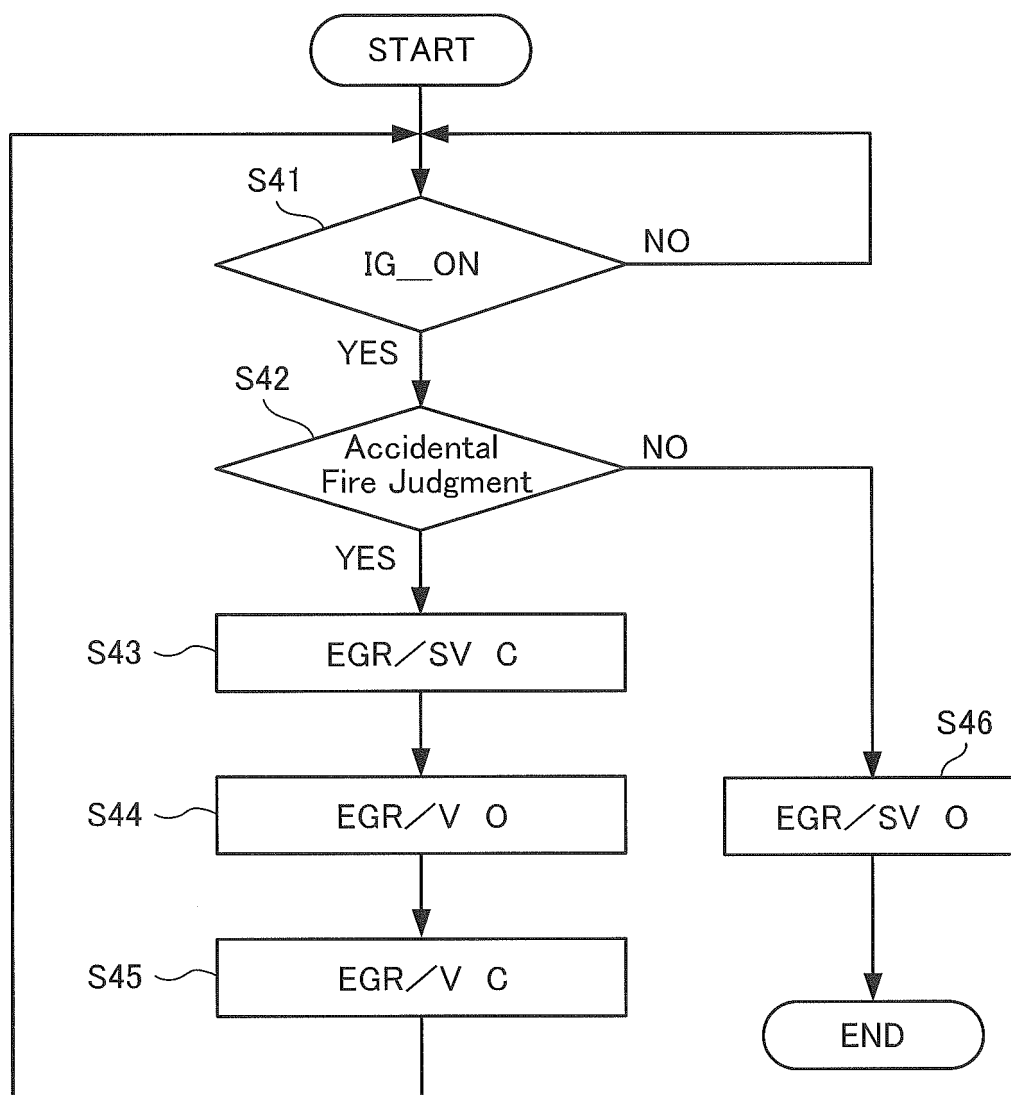 START
S41
IG__ON
NO
YES
S42
Accidental
Fire Judgment
NO
YES
S43
EGR/SV C
S44
EGR/V O
S46
EGR/SV O
S45
EGR/V C
END